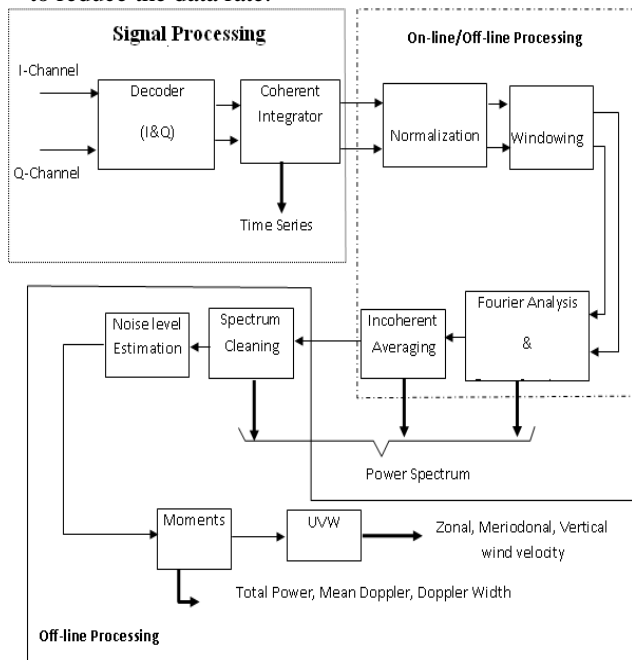 to reduce the data rate.
Signal Processing
On-line/Off-line Processing
I-Channel
Q-Channel
Decoder
(I&Q)
Coherent
Integrator
Normalization
Windowing
Time Series
Fourier Analysis
&
Incoherent
Averaging
Spectrum
Cleaning
Noise level
Estimation
Power Spectrum
Moments
UVW
Zonal, Meriodonal, Vertical
wind velocity
Total Power, Mean Doppler, Doppler Width
Off-line Processing